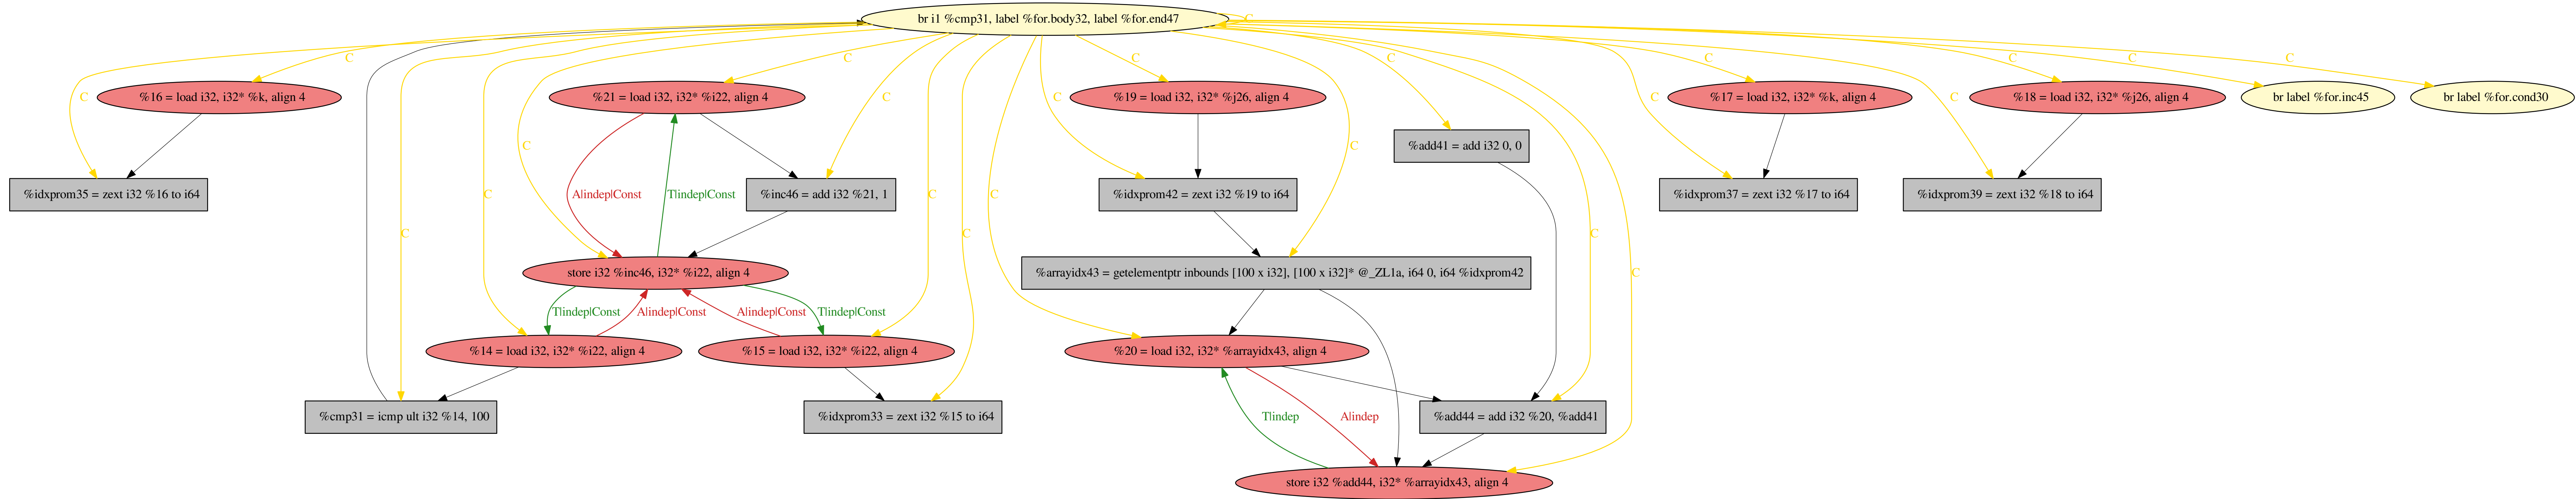 br i1 %cmp31, label %for.body32, label %for.end47
C
C
C
C
C
C
C
C
C
%16 = load i32, i32* %k, align 4
%21 = load i32, i32* %i22, align 4
%19 = load i32, i32* %j26, align 4
%17 = load i32, i32* %k, align 4
%18 = load i32, i32* %j26, align 4
br label %for.inc45
br label %for.cond30
C
C
C
C
C
%add41 = add i32 0, 0
C
C
%idxprom35 = zext i32 %16 to i64
C
A|indep|Const
T|indep|Const
%inc46 = add i32 %21, 1
C
C
%idxprom42 = zext i32 %19 to i64
%idxprom37 = zext i32 %17 to i64
%idxprom39 = zext i32 %18 to i64
C
C
C
store i32 %inc46, i32* %i22, align 4
%arrayidx43 = getelementptr inbounds [100 x i32], [100 x i32]* @_ZL1a, i64 0, i64 %idxprom42
C
T|indep|Const
A|indep|Const
A|indep|Const
T|indep|Const
%14 = load i32, i32* %i22, align 4
%15 = load i32, i32* %i22, align 4
%20 = load i32, i32* %arrayidx43, align 4
%cmp31 = icmp ult i32 %14, 100
%idxprom33 = zext i32 %15 to i64
T|indep
A|indep
%add44 = add i32 %20, %add41
store i32 %add44, i32* %arrayidx43, align 4